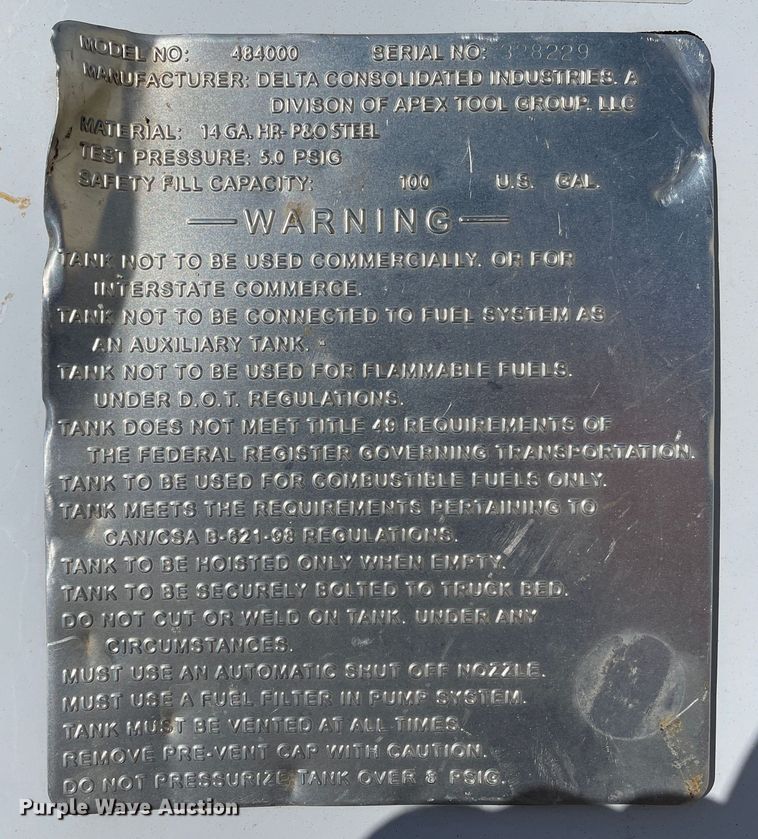 MODEL NO: 484000 SERIAL NO: 328229
MANUFACTURER: DELTA CONSOLIDATED INDUSTRIES. A
DIVISON OF APEX TOOL GROUP. LLC
MATERIAL: 14 GA. HR- P&O STEEL
TEST PRESSURE: 5.0 PSIG
SAFETY FILL CAPACITY: 100 U.S. GAL.
—WARNING—
TANK NOT TO BE USED COMMERCIALLY. OR FOR
INTERSTATE COMMERCE.
TANK NOT TO BE CONNECTED TO FUEL SYSTEM AS
AN AUXILIARY TANK.
TANK NOT TO BE USED FOR FLAMMABLE FUELS.
UNDER D.O.T. REGULATIONS.
TANK DOES NOT MEET TITLE 49 REQUIREMENTS OF
THE FEDERAL REGISTER GOVERNING TRANSPORTATION.
TANK TO BE USED FOR COMBUSTIBLE FUELS ONLY.
TANK MEETS THE REQUIREMENTS PERTAINING TO
CAN/CSA B-621-98 REGULATIONS.
TANK TO BE HOISTED ONLY WHEN EMPTY.
TANK TO BE SECURELY BOLTED TO TRUCK BED.
DO NOT CUT OR WELD ON TANK. UNDER ANY
CIRCUMSTANCES.
MUST USE AN AUTOMATIC SHUT OFF NOZZLE.
MUST USE A FUEL FILTER IN PUMP SYSTEM.
TANK MUST BE VENTED AT ALL TIMES.
REMOVE PRE-VENT CAP WITH CAUTION.
DO NOT PRESSURIZE TANK OVER 8 PSIG.
Purple Wave Auction